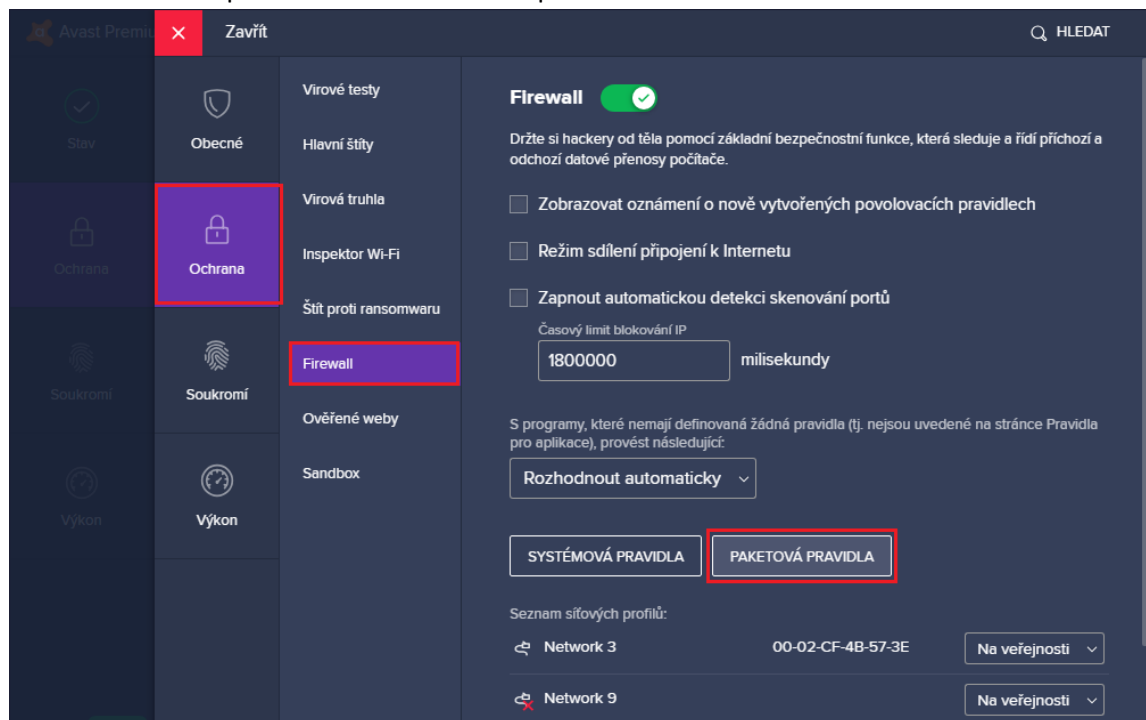 Avast Premiu
Zavřít
HLEDAT
Stav
Ochrana
Soukromí
Výkon
Obecné
Ochrana
Soukromí
Výkon
Virové testy
Hlavní štíty
Virová truhla
Inspektor Wi-Fi
Štít proti ransomwaru
Firewall
Ověřené weby
Sandbox
Firewall
Držte si hackery od těla pomocí základní bezpečnostní funkce, která sleduje a řídí příchozí a
odchozí datové přenosy počítače.
Zobrazovat oznámení o nově vytvořených povolovacích pravidlech
Režim sdílení připojení k Internetu
Zapnout automatickou detekci skenování portů
Časový limit blokování IP
1800000 milisekundy
S programy, které nemají definovaná žádná pravidla (tj. nejsou uvedené na stránce Pravidla
pro aplikace), provést následující:
Rozhodnout automaticky
SYSTÉMOVÁ PRAVIDLA PAKETOVÁ PRAVIDLA
Seznam síťových profilů:
Network 3 00-02-CF-4B-57-3E Na veřejnosti
Network 9 Na veřejnosti